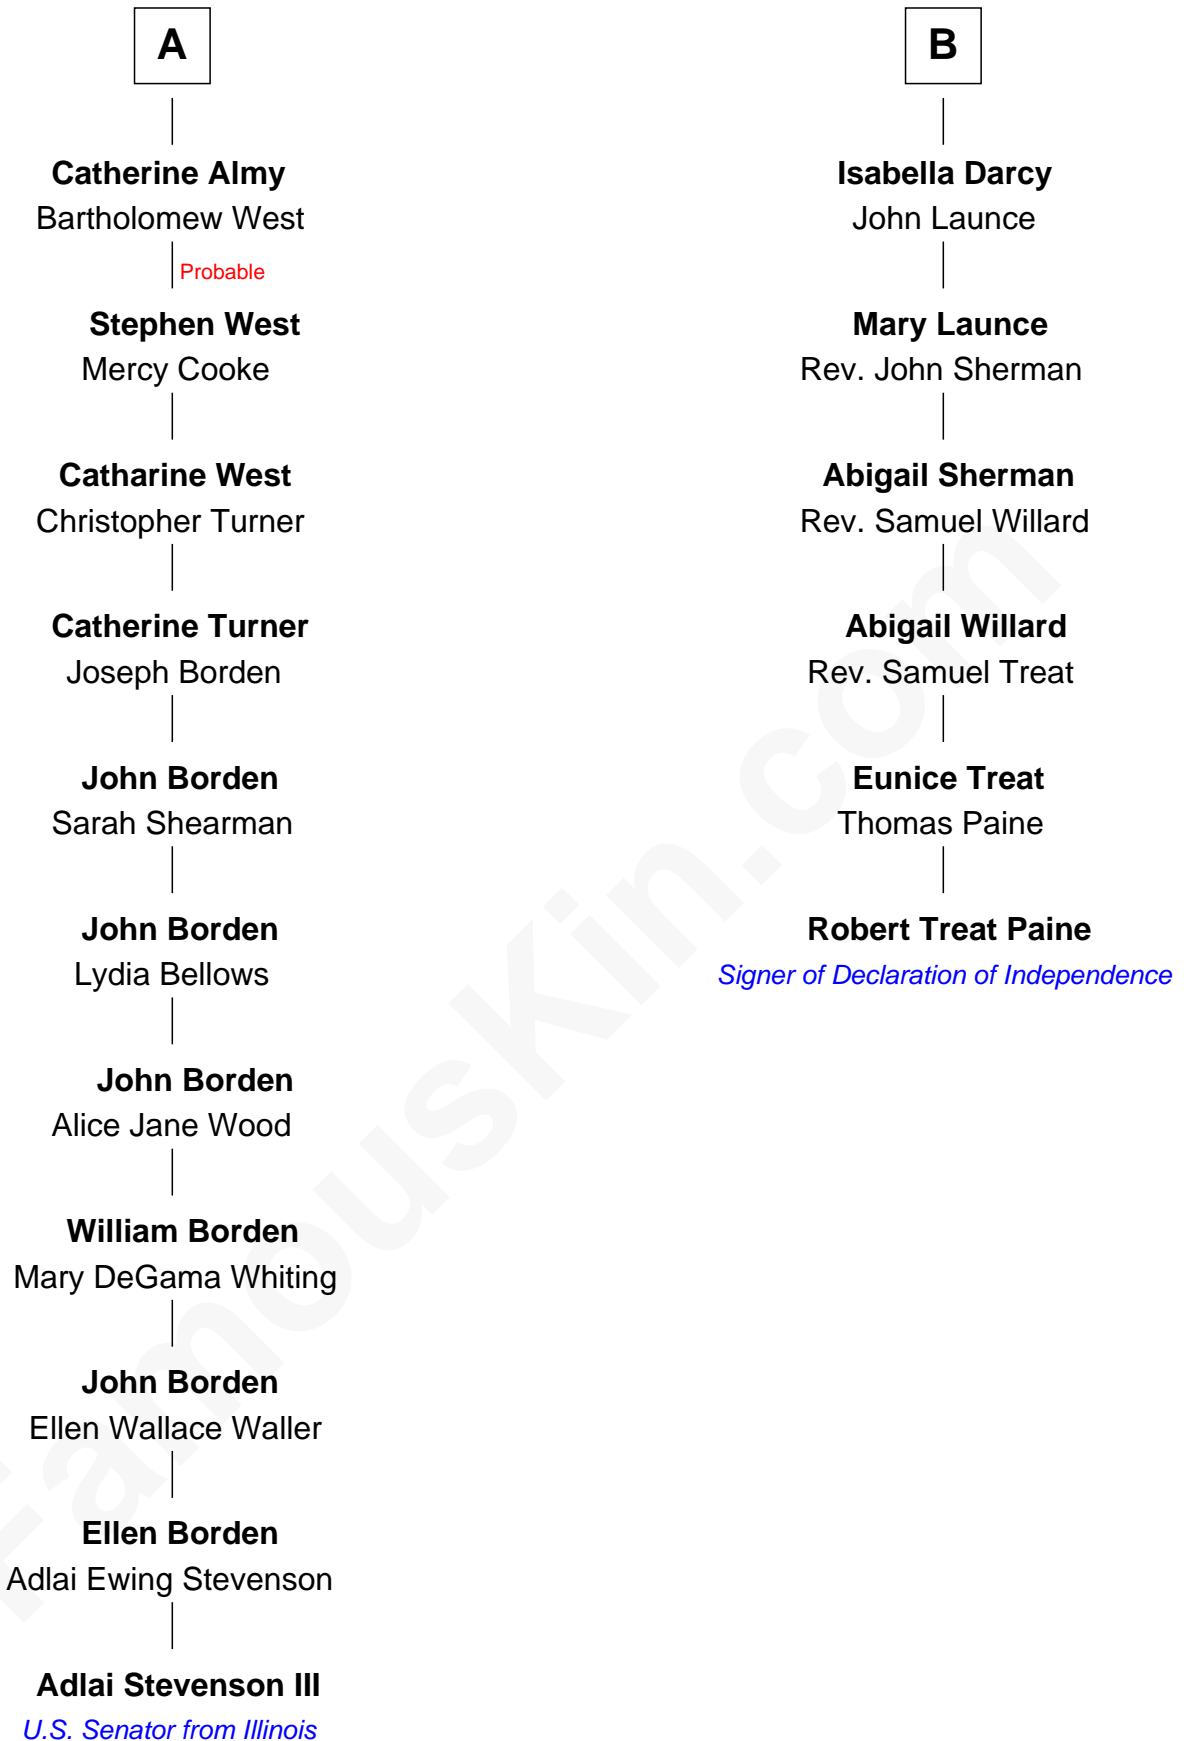 A
Catherine Almy
Bartholomew West
Probable
Stephen West
Mercy Cooke
Catharine West
Christopher Turner
Catherine Turner
Joseph Borden
John Borden
Sarah Shearman
John Borden
Lydia Bellows
John Borden
Alice Jane Wood
William Borden
Mary DeGama Whiting
John Borden
Ellen Wallace Waller
Ellen Borden
Adlai Ewing Stevenson
Adlai Stevenson III
U.S. Senator from Illinois
B
Isabella Darcy
John Launce
Mary Launce
Rev. John Sherman
Abigail Sherman
Rev. Samuel Willard
Abigail Willard
Rev. Samuel Treat
Eunice Treat
Thomas Paine
Robert Treat Paine
Signer of Declaration of Independence
FamousKin.com